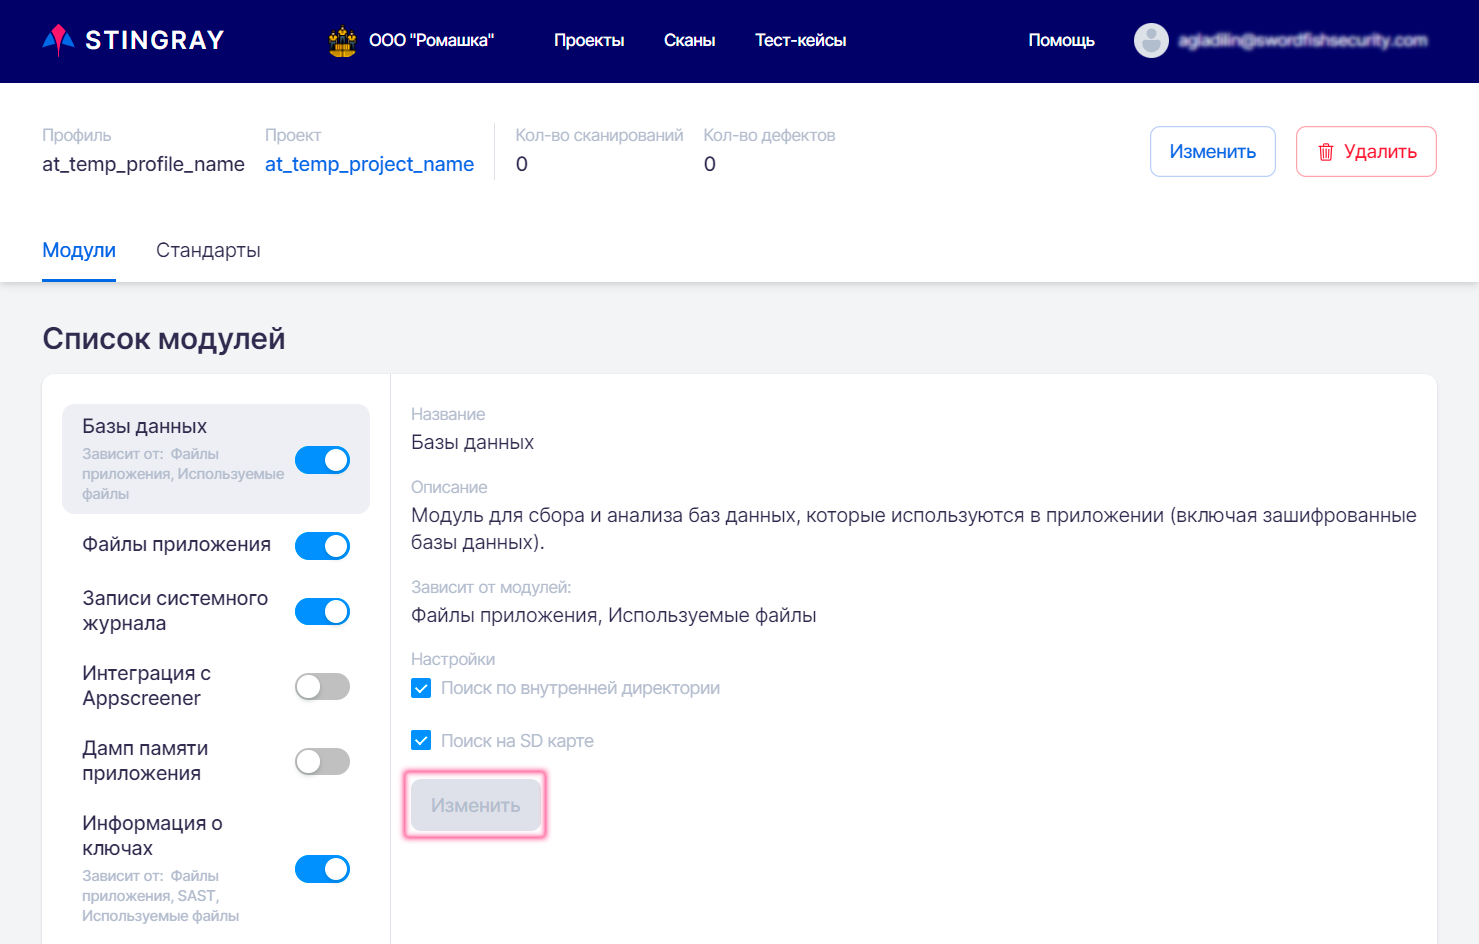 STINGRAY
ООО "Ромашка"
Проекты
Сканы
Тест-кейсы
Помощь
Профиль
at_temp_profile_name
Проект
at_temp_project_name
Кол-во сканирований
0
Кол-во дефектов
0
Изменить
Удалить
Модули
Стандарты
Список модулей
Базы данных
Зависит от: Файлы
приложения, Используемые
файлы
Файлы приложения
Записи системного
журнала
Интеграция с
Appscreener
Дамп памяти
приложения
Информация о
ключах
Зависит от: Файлы
приложения, SAST,
Используемые файлы
Название
Базы данных
Описание
Модуль для сбора и анализа баз данных, которые используются в приложении (включая зашифрованные
базы данных).
Зависит от модулей:
Файлы приложения, Используемые файлы
Настройки
Поиск по внутренней директории
Поиск на SD карте
Изменить